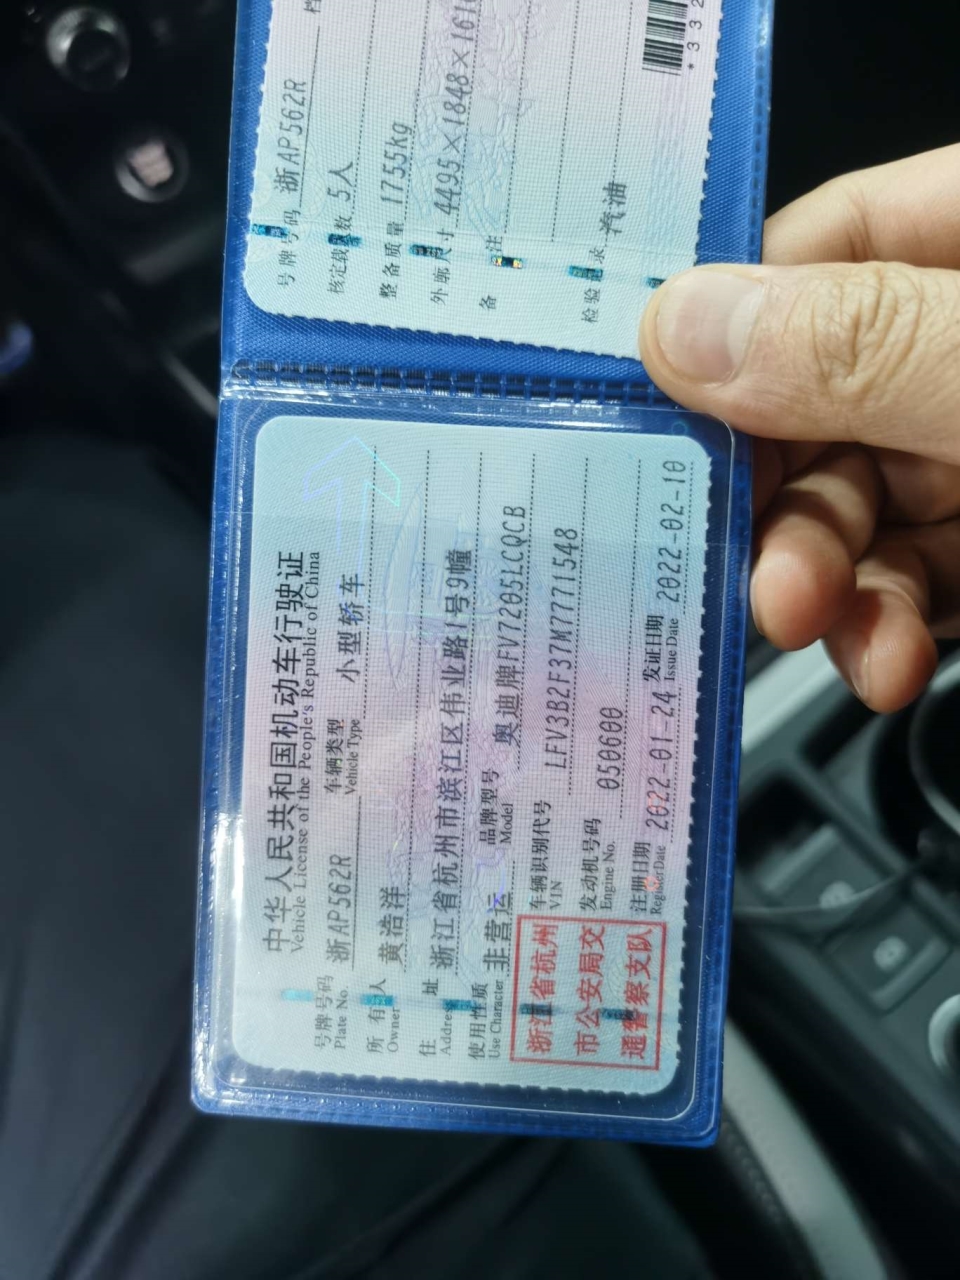 中华人民共和国机动车行驶证
Vehicle License of the People's Republic of China
号牌号码 浙AP562R 车辆类型 小型轿车
Plate No. Vehicle Type
所有人 黄浩洋
Owner
住址 浙江省杭州市滨江区伟业路1号9幢
Address
使用性质 非营运 品牌型号 奥迪牌FV7205LCQCB
Use Character Model
浙江省杭州
市公安局交
通警察支队
车辆识别代号 LFV3B2F37M7771548
VIN
发动机号码 050600
Engine No.
注册日期 2022-01-24 发证日期 2022-02-10
Register Date Issue Date
号牌号码 浙AP562R 档
核定载人数 5人
整备质量 1755kg
外廓尺寸 4495×1848×161
备注
检验记录 汽油
*332